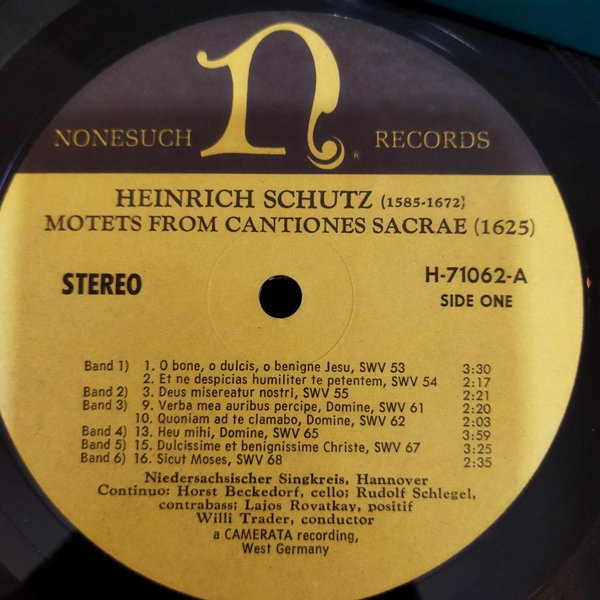 n
NONESUCH ® RECORDS
HEINRICH SCHUTZ (1585-1672)
MOTETS FROM CANTIONES SACRAE (1625)
STEREO
H-71062-A
SIDE ONE
Band 1) 1. O bone, o dulcis, o benigne Jesu, SWV 53 3:30
2. Et ne despicias humiliter te petentem, SWV 54 2:17
Band 2) 3. Deus misereatur nostri, SWV 55 2:21
Band 3) 9. Verba mea auribus percipe, Domine, SWV 61 2:20
10. Quoniam ad te clamabo, Domine, SWV 62 2:03
Band 4) 13. Heu mihi, Domine, SWV 65 3:59
Band 5) 15. Dulcissime et benignissime Christe, SWV 67 3:25
Band 6) 16. Sicut Moses, SWV 68 2:35
Niedersachsischer Singkreis, Hannover
Continuo: Horst Beckedorf, cello; Rudolf Schlegel,
contrabass; Lajos Rovatkay, positif
Willi Trader, conductor
a CAMERATA recording,
West Germany